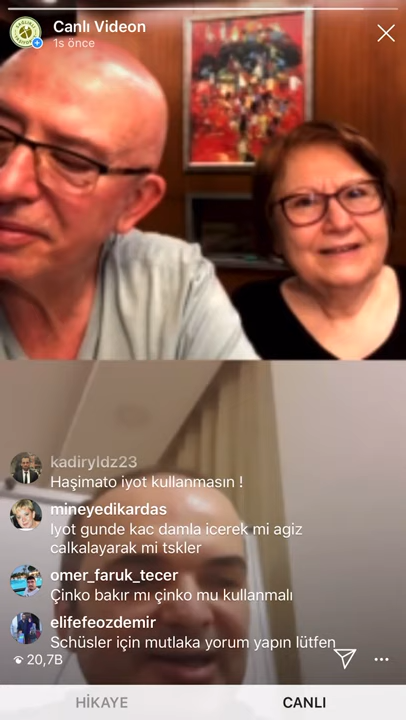 Canlı Videon
1s önce
kadiryldz23
Haşimato iyot kullanmasın !
mineyedikardas
Iyot gunde kac damla icerek mi agiz
calkalayarak mi tskler
omer_faruk_tecer
Çinko bakır mı çinko mu kullanmalı
elifefeozdemir
Schüsler için mutlaka yorum yapın lütfen
20,7B
HİKAYE
CANLI